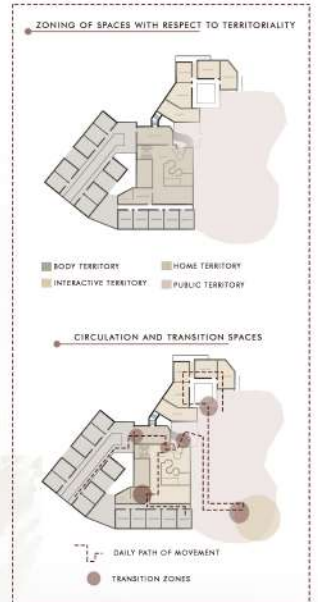 ZONING OF SPACES WITH RESPECT TO TERRITORIALITY
BODY TERRITORY
HOME TERRITORY
INTERACTIVE TERRITORY
PUBLIC TERRITORY
CIRCULATION AND TRANSITION SPACES
DAILY PATH OF MOVEMENT
TRANSITION ZONES